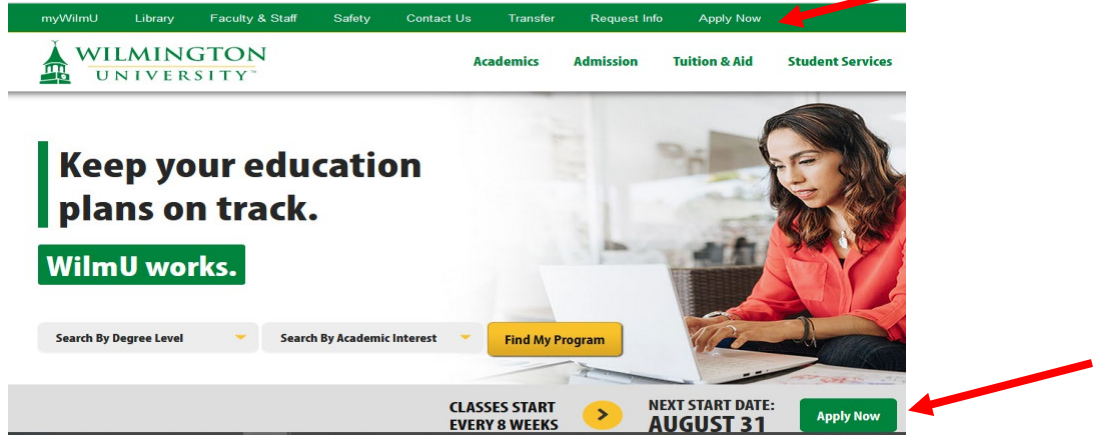 myWilmU Library Faculty & Staff Safety Contact Us Transfer Request Info Apply Now
WILMINGTON
UNIVERSITY™
Academics Admission Tuition & Aid Student Services
Keep your education
plans on track.
WilmU works.
Search By Degree Level Search By Academic Interest Find My Program
CLASSES START
EVERY 8 WEEKS
>
NEXT START DATE:
AUGUST 31
Apply Now